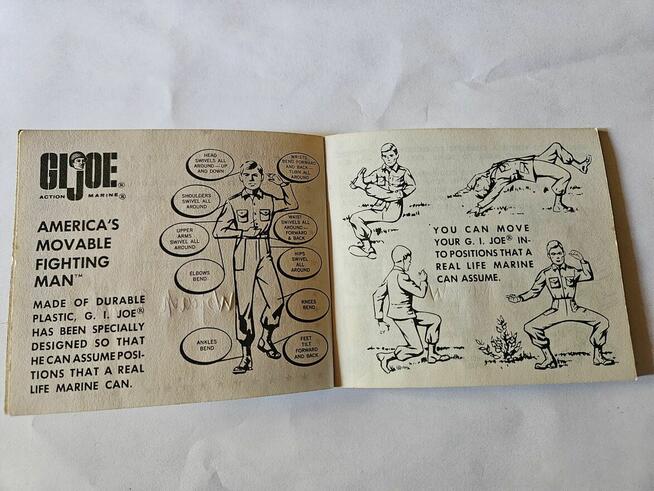 GIJOE®
ACTION MARINE®
AMERICA'S
MOVABLE
FIGHTING
MAN™
MADE OF DURABLE
PLASTIC, G. I. JOE®
HAS BEEN SPECIALLY
DESIGNED SO THAT
HE CAN ASSUME POSI-
TIONS THAT A REAL
LIFE MARINE CAN.
HEAD
SWIVELS ALL
AROUND—UP
AND DOWN
SHOULDERS
SWIVEL ALL
AROUND
UPPER
ARMS
SWIVEL ALL
AROUND
ELBOWS
BEND
ANKLES
BEND
WRISTS
BEND FORWARD
AND BACK—
TURN ALL
AROUND
WAIST
SWIVELS ALL
AROUND—
FORWARD
& BACK
HIPS
SWIVEL
ALL
AROUND
KNEES
BEND
FEET
TILT
FORWARD
AND BACK
YOU CAN MOVE
YOUR G. I. JOE® IN-
TO POSITIONS THAT A
REAL LIFE MARINE
CAN ASSUME.